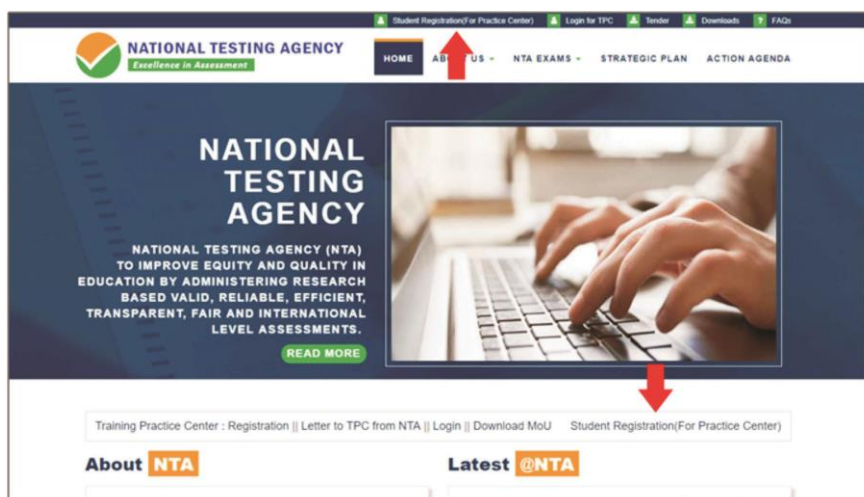 Student Registration(For Practice Center) Login for TPC Tender Downloads ? FAQs
NATIONAL TESTING AGENCY
Excellence in Assessment
HOME AB T US NTA EXAMS STRATEGIC PLAN ACTION AGENDA
NATIONAL
TESTING
AGENCY
NATIONAL TESTING AGENCY (NTA)
TO IMPROVE EQUITY AND QUALITY IN
EDUCATION BY ADMINISTERING RESEARCH
BASED VALID, RELIABLE, EFFICIENT,
TRANSPARENT, FAIR AND INTERNATIONAL
LEVEL ASSESSMENTS.
READ MORE
Training Practice Center : Registration || Letter to TPC from NTA || Login || Download MoU Student Registration(For Practice Center)
About NTA
Latest @NTA